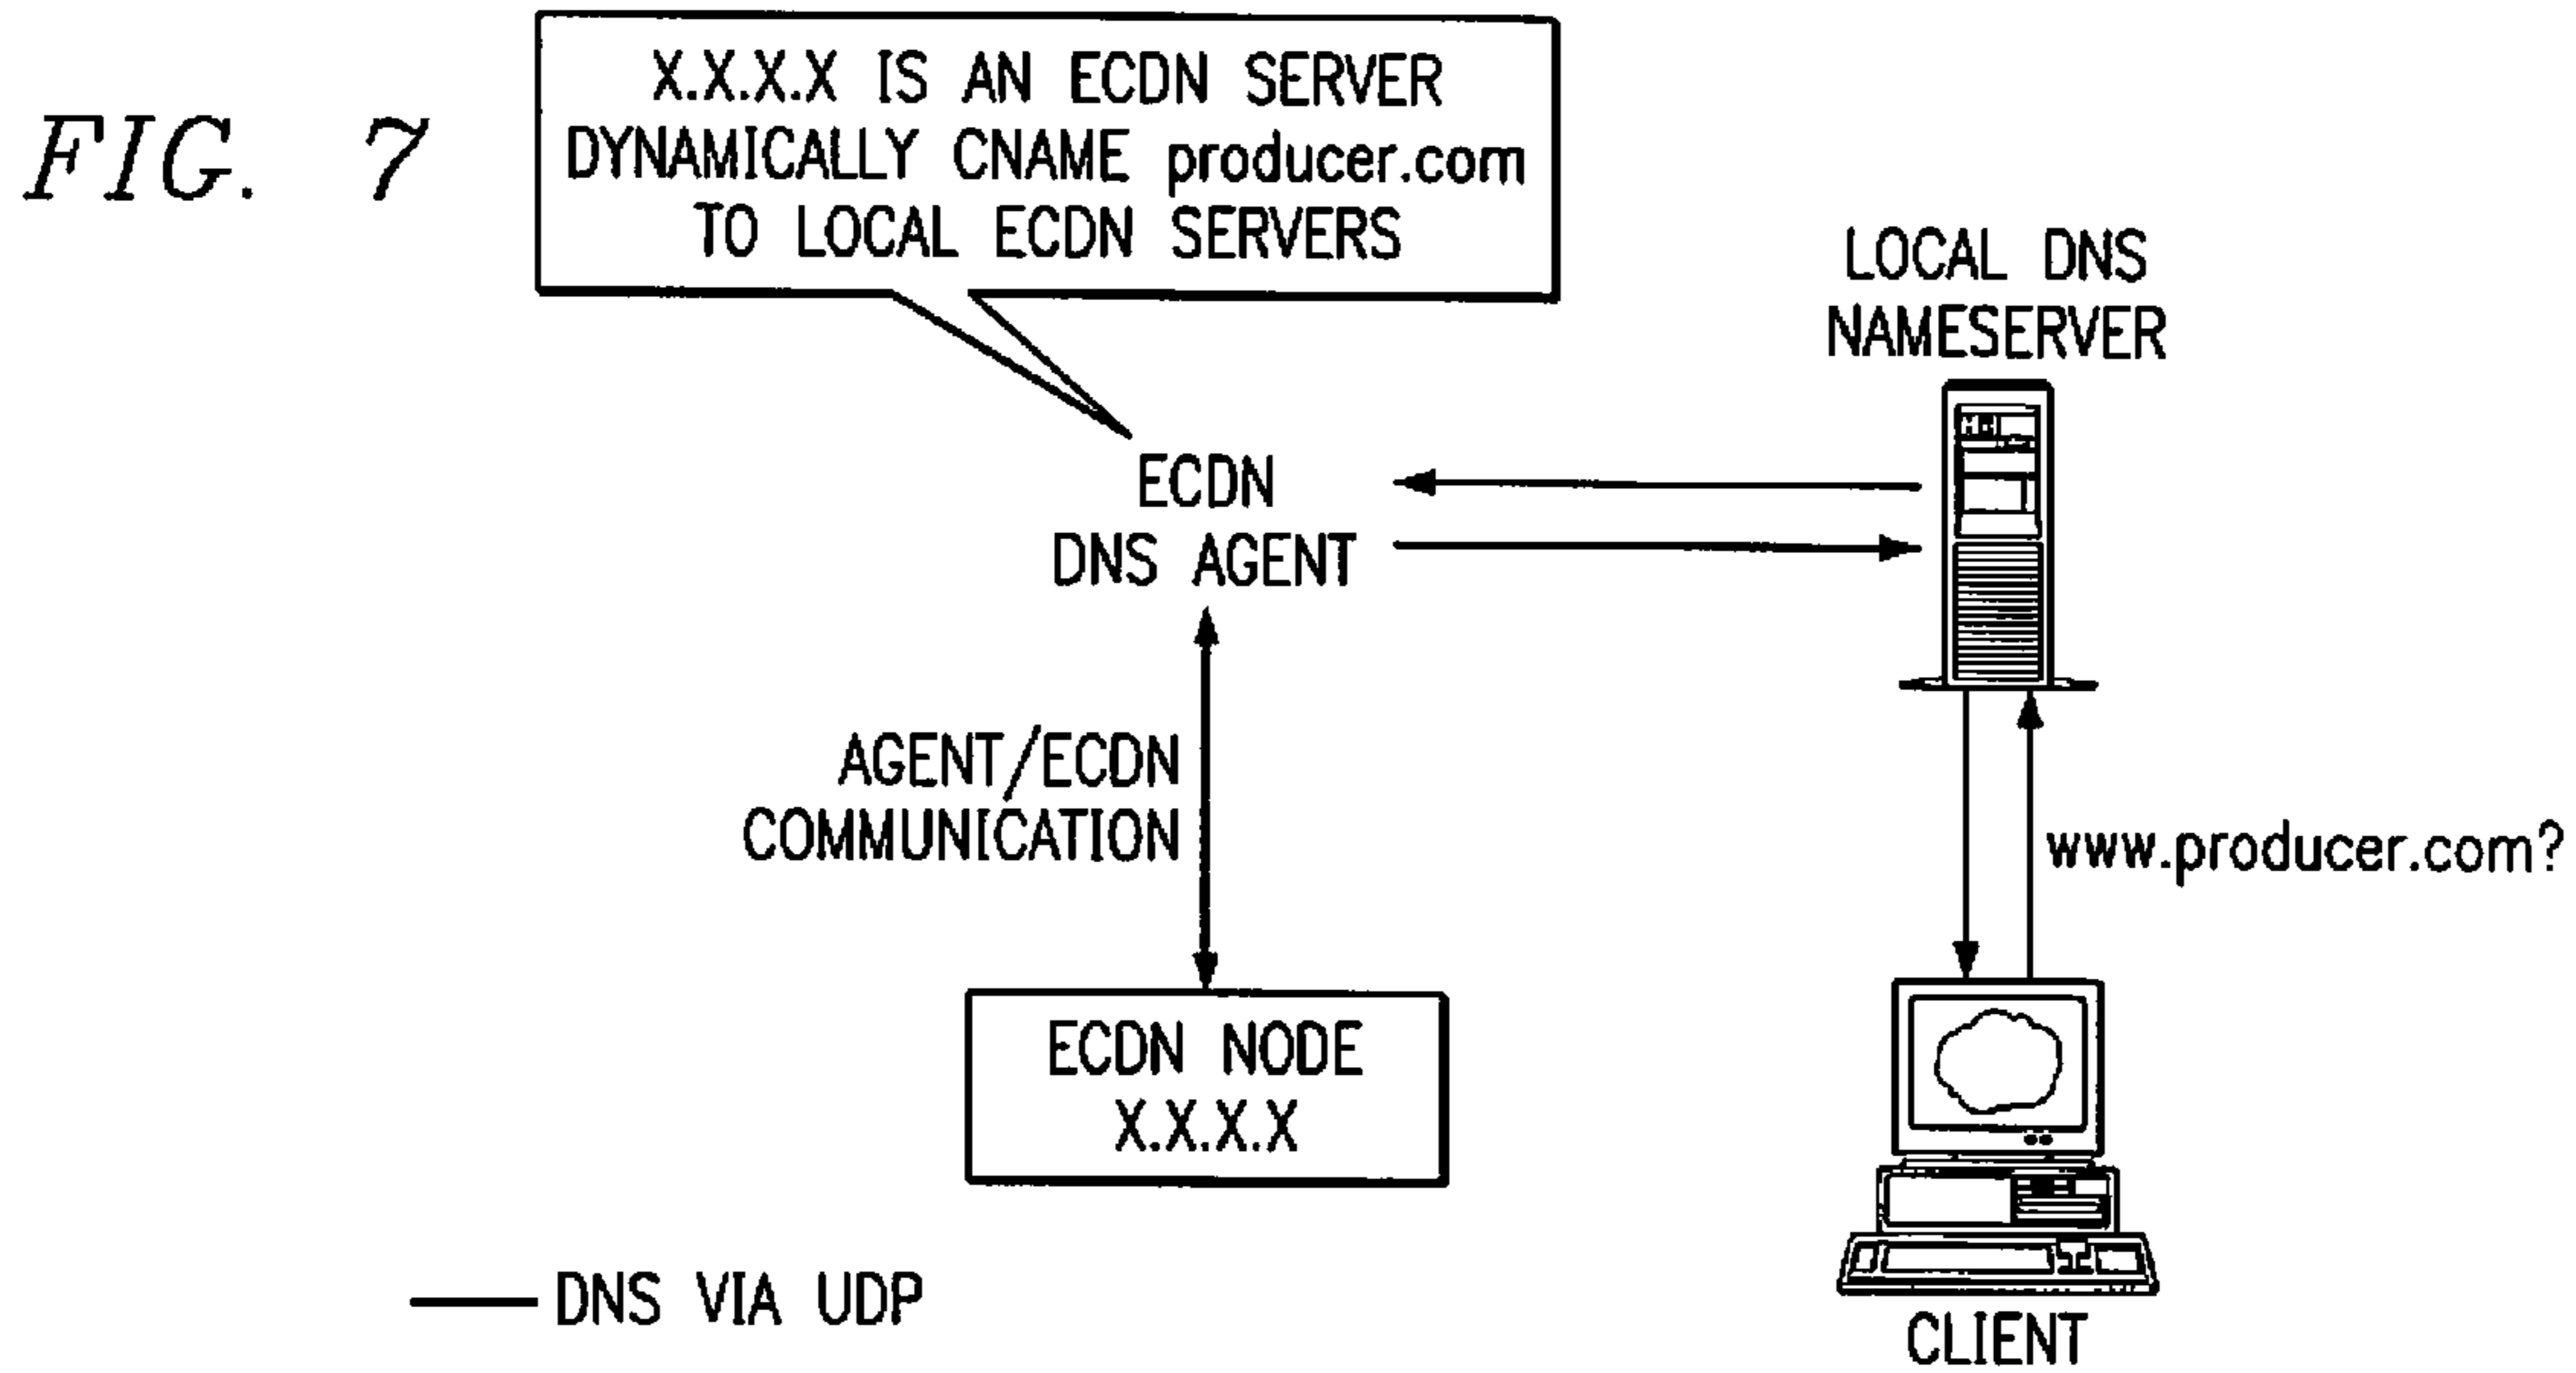 FIG. 7
X.X.X.X IS AN ECDN SERVER
DYNAMICALLY CNAME producer.com
TO LOCAL ECDN SERVERS
LOCAL DNS
NAMESERVER
ECDN
DNS AGENT
AGENT/ECDN
COMMUNICATION
www.producer.com?
ECDN NODE
X.X.X.X
DNS VIA UDP
CLIENT